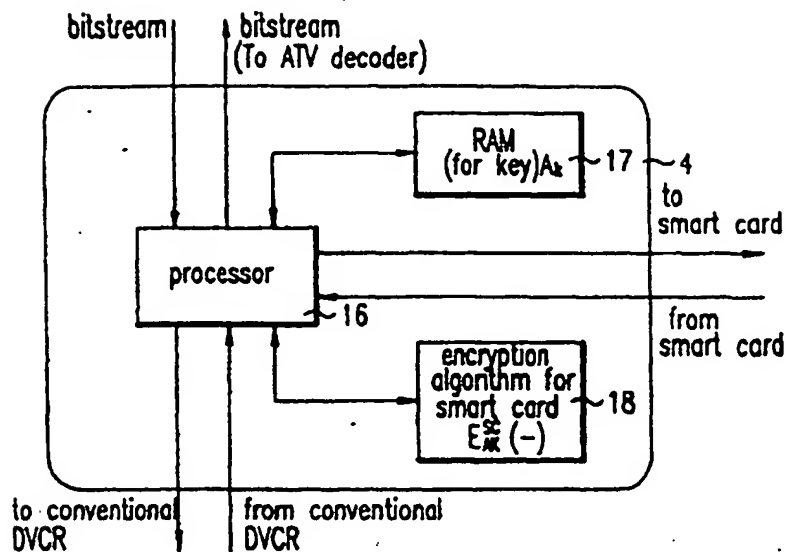 bitstream
bitstream
(To ATV decoder)
RAM
(for key)Ak
17
4
to
smart card
processor
16
from
smart card
encryption
algorithm for
smart card
E (-)
18
to conventional
DVCR
from conventional
DVCR